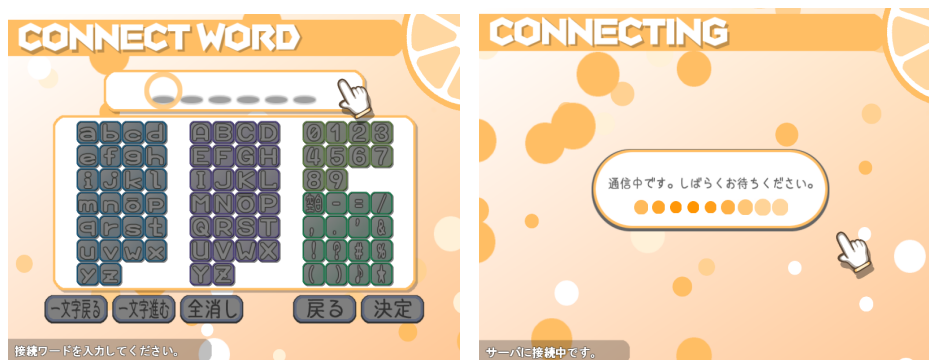 CONNECT WORD
abcd ABCD 0123
efgh EFGH 4567
ijkl IJKL 89
mnop MNOP - = /
qrst QRST , . ' &
uvwx UVWX ! ? # %
yz YZ ( ) ♪
一文字戻る 一文字進む 全消し 戻る 決定
接続ワードを入力してください。
CONNECTING
通信中です。しばらくお待ちください。
サーバに接続中です。